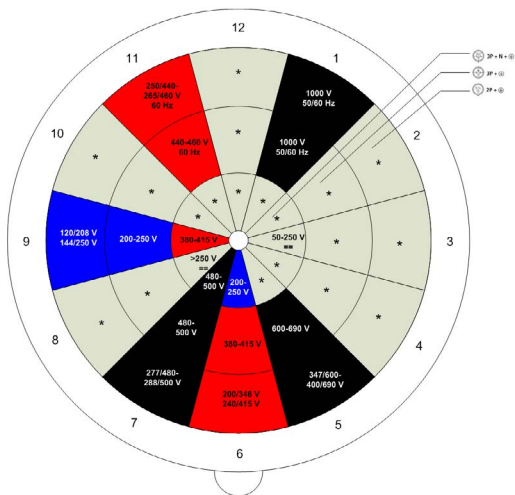 12
11
1
250/440-
265/460 V
60 Hz
*
1000 V
50/60 Hz
3P + N +
3P +
2P +
10
2
440-460 V
60 Hz
*
1000 V
50/60 Hz
*
*
*
*
*
*
*
*
*
*
9
120/208 V
144/250 V
200-250 V
380-415 V
50-250 V
==
*
*
3
>250 V
==
480-
500 V
200-
250 V
*
*
*
*
*
*
8
480-
500 V
380-415 V
600-690 V
4
277/480-
288/500 V
200/346 V
240/415 V
347/600-
400/690 V
7
6
5